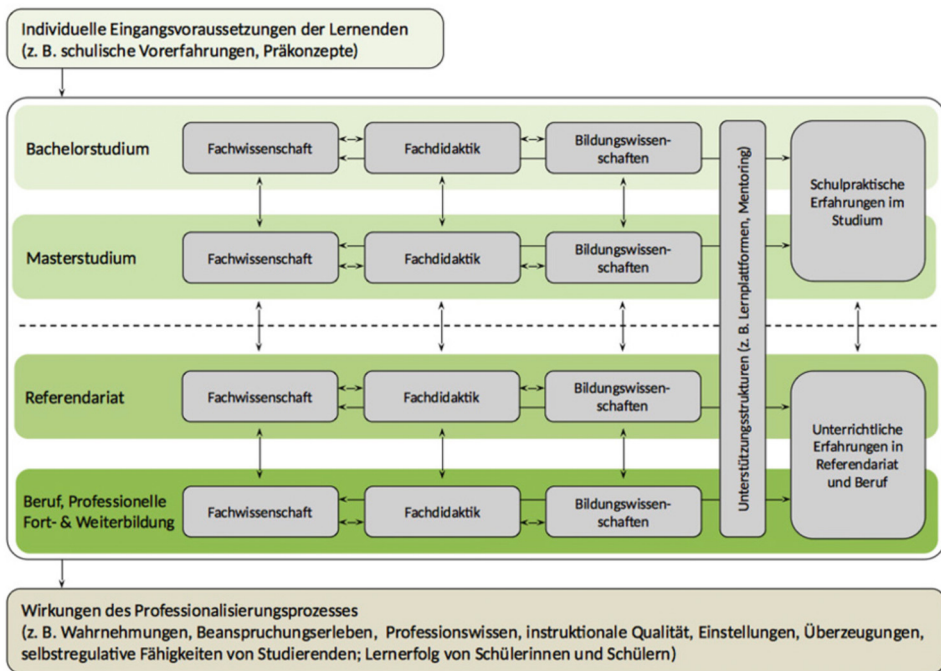 Individuelle Eingangsvoraussetzungen der Lernenden
(z. B. schulische Vorerfahrungen, Präkonzepte)
Bachelorstudium
Fachwissenschaft
Fachdidaktik
Bildungswissen-
schaften
Masterstudium
Fachwissenschaft
Fachdidaktik
Bildungswissen-
schaften
Schulpraktische
Erfahrungen im
Studium
Unterstützungsstrukturen (z. B. Lernplattformen, Mentoring)
Referendariat
Fachwissenschaft
Fachdidaktik
Bildungswissen-
schaften
Beruf, Professionelle
Fort- & Weiterbildung
Fachwissenschaft
Fachdidaktik
Bildungswissen-
schaften
Unterrichtliche
Erfahrungen in
Referendariat
und Beruf
Wirkungen des Professionalisierungsprozesses
(z. B. Wahrnehmungen, Beanspruchungserleben, Professionswissen, instruktionale Qualität, Einstellungen, Überzeugungen,
selbstregulative Fähigkeiten von Studierenden; Lernerfolg von Schülerinnen und Schülern)